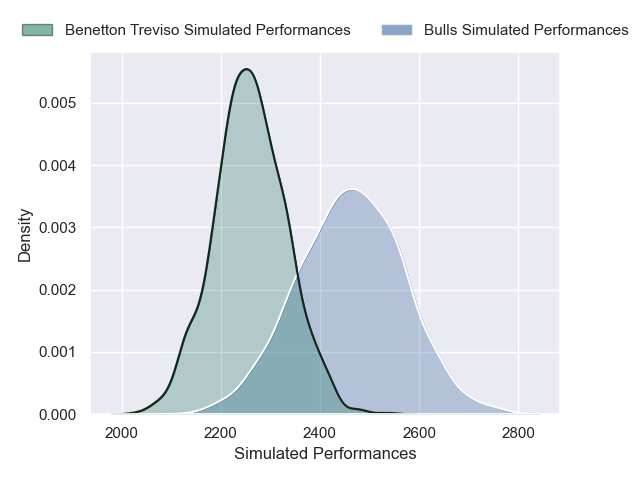 Benetton Treviso Simulated Performances
Bulls Simulated Performances
0.005
0.004
0.003
0.002
0.001
0.000
Density
2000 2200 2400 2600 2800
Simulated Performances